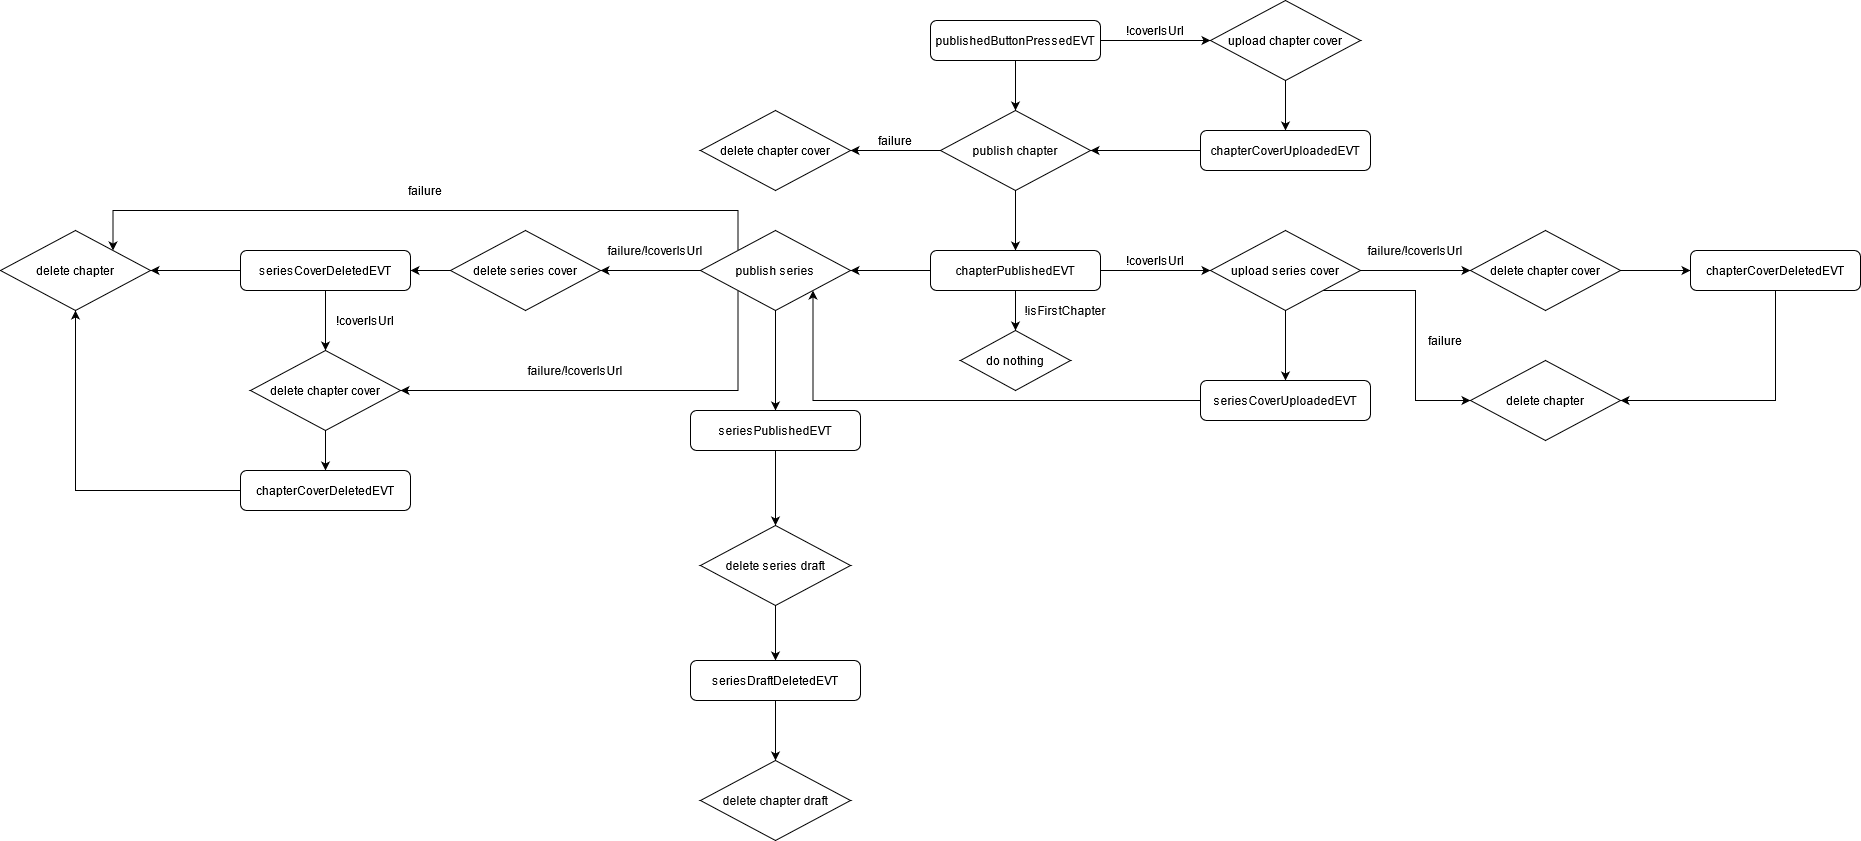 publishedButtonPressedEVT
!coverIsUrl
upload chapter cover
delete chapter cover
failure
publish chapter
chapterCoverUploadedEVT
failure
delete chapter
seriesCoverDeletedEVT
delete series cover
failure/!coverIsUrl
publish series
chapterPublishedEVT
!coverIsUrl
upload series cover
failure/!coverIsUrl
delete chapter cover
chapterCoverDeletedEVT
!coverIsUrl
!isFirstChapter
failure
do nothing
delete chapter cover
failure/!coverIsUrl
seriesCoverUploadedEVT
delete chapter
seriesPublishedEVT
chapterCoverDeletedEVT
delete series draft
seriesDraftDeletedEVT
delete chapter draft